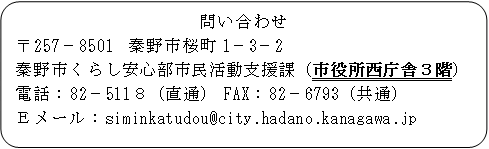 問い合わせ
〒257－8501　秦野市桜町1－3－2
秦野市くらし安心部市民活動支援課（市役所西庁舎３階）
電話：82－5118（直通）　FAX：82－6793（共通）
Ｅメール：siminkatudou@city.hadano.kanagawa.jp